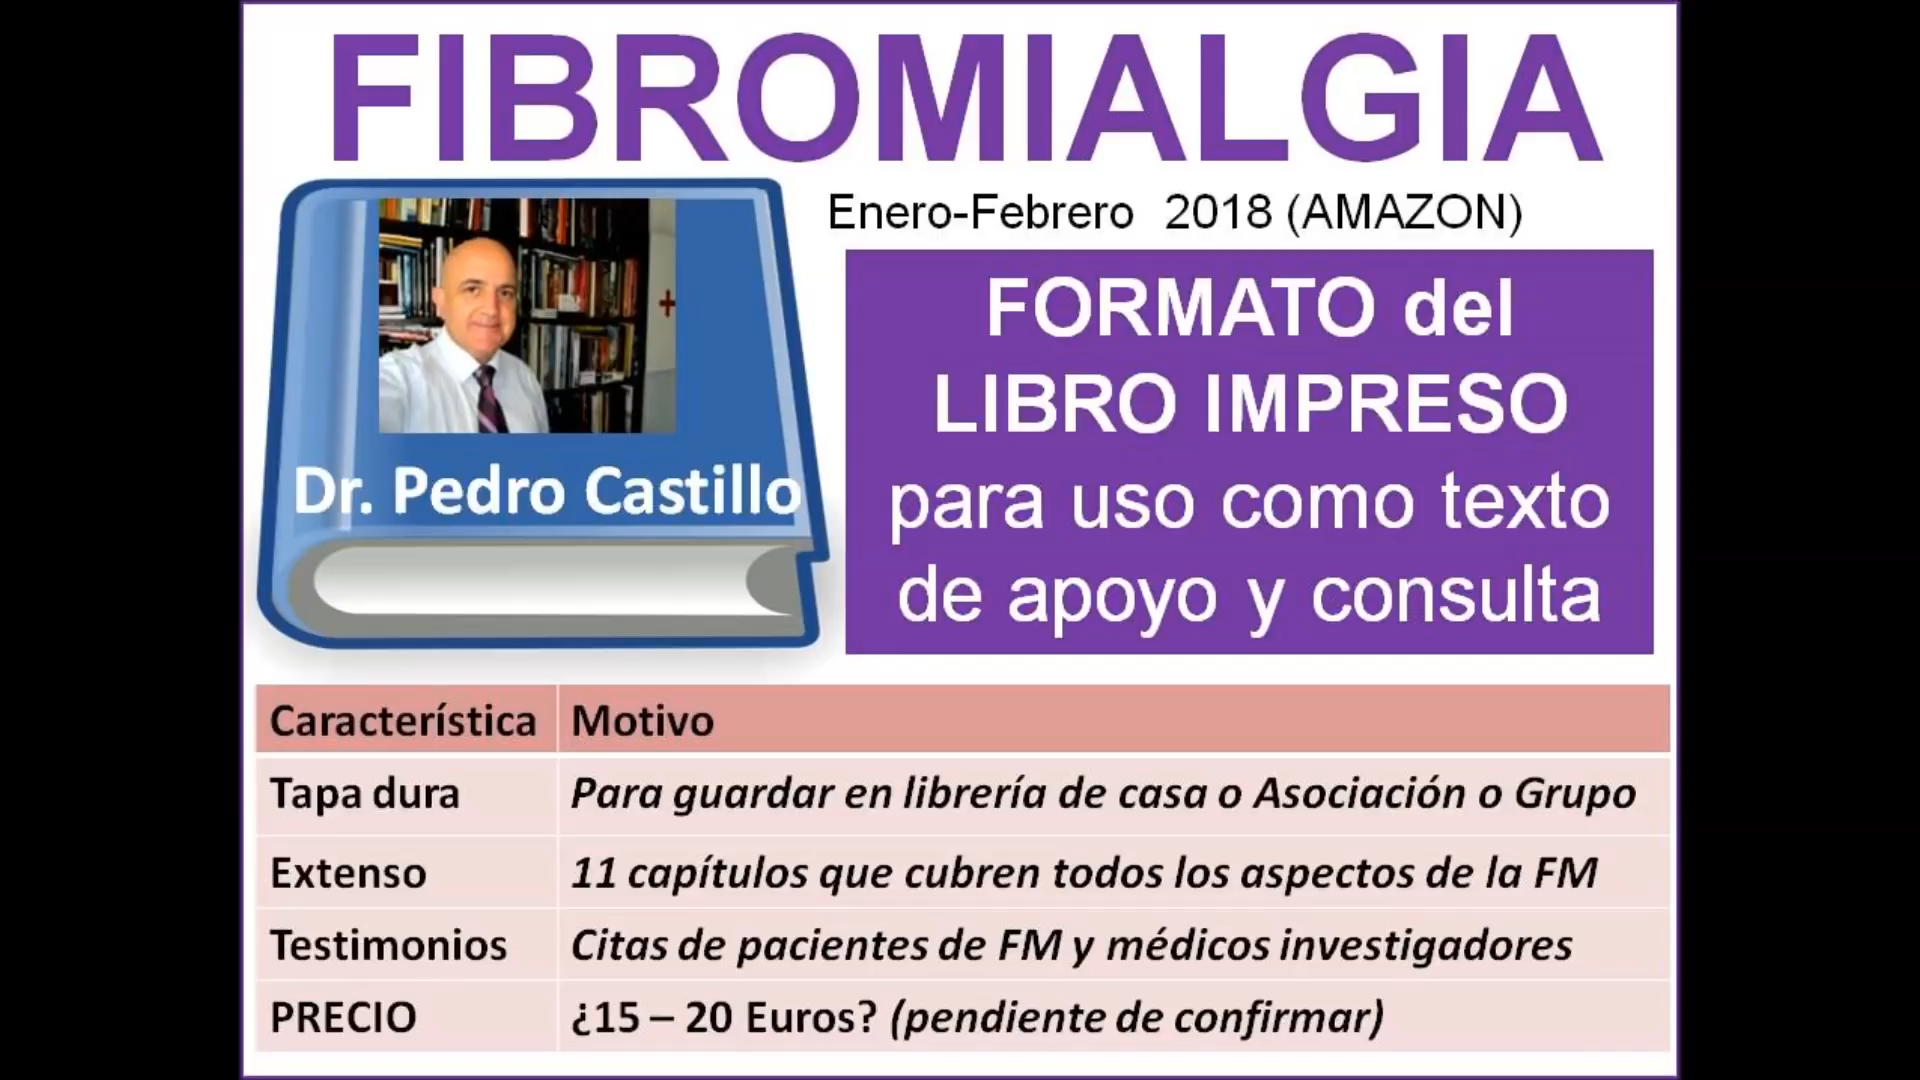 FIBROMIALGIA
Enero-Febrero 2018 (AMAZON)
Dr. Pedro Castillo
FORMATO del
LIBRO IMPRESO
para uso como texto
de apoyo y consulta
Característica Motivo
Tapa dura Para guardar en librería de casa o Asociación o Grupo
Extenso 11 capítulos que cubren todos los aspectos de la FM
Testimonios Citas de pacientes de FM y médicos investigadores
PRECIO ¿15 – 20 Euros? (pendiente de confirmar)